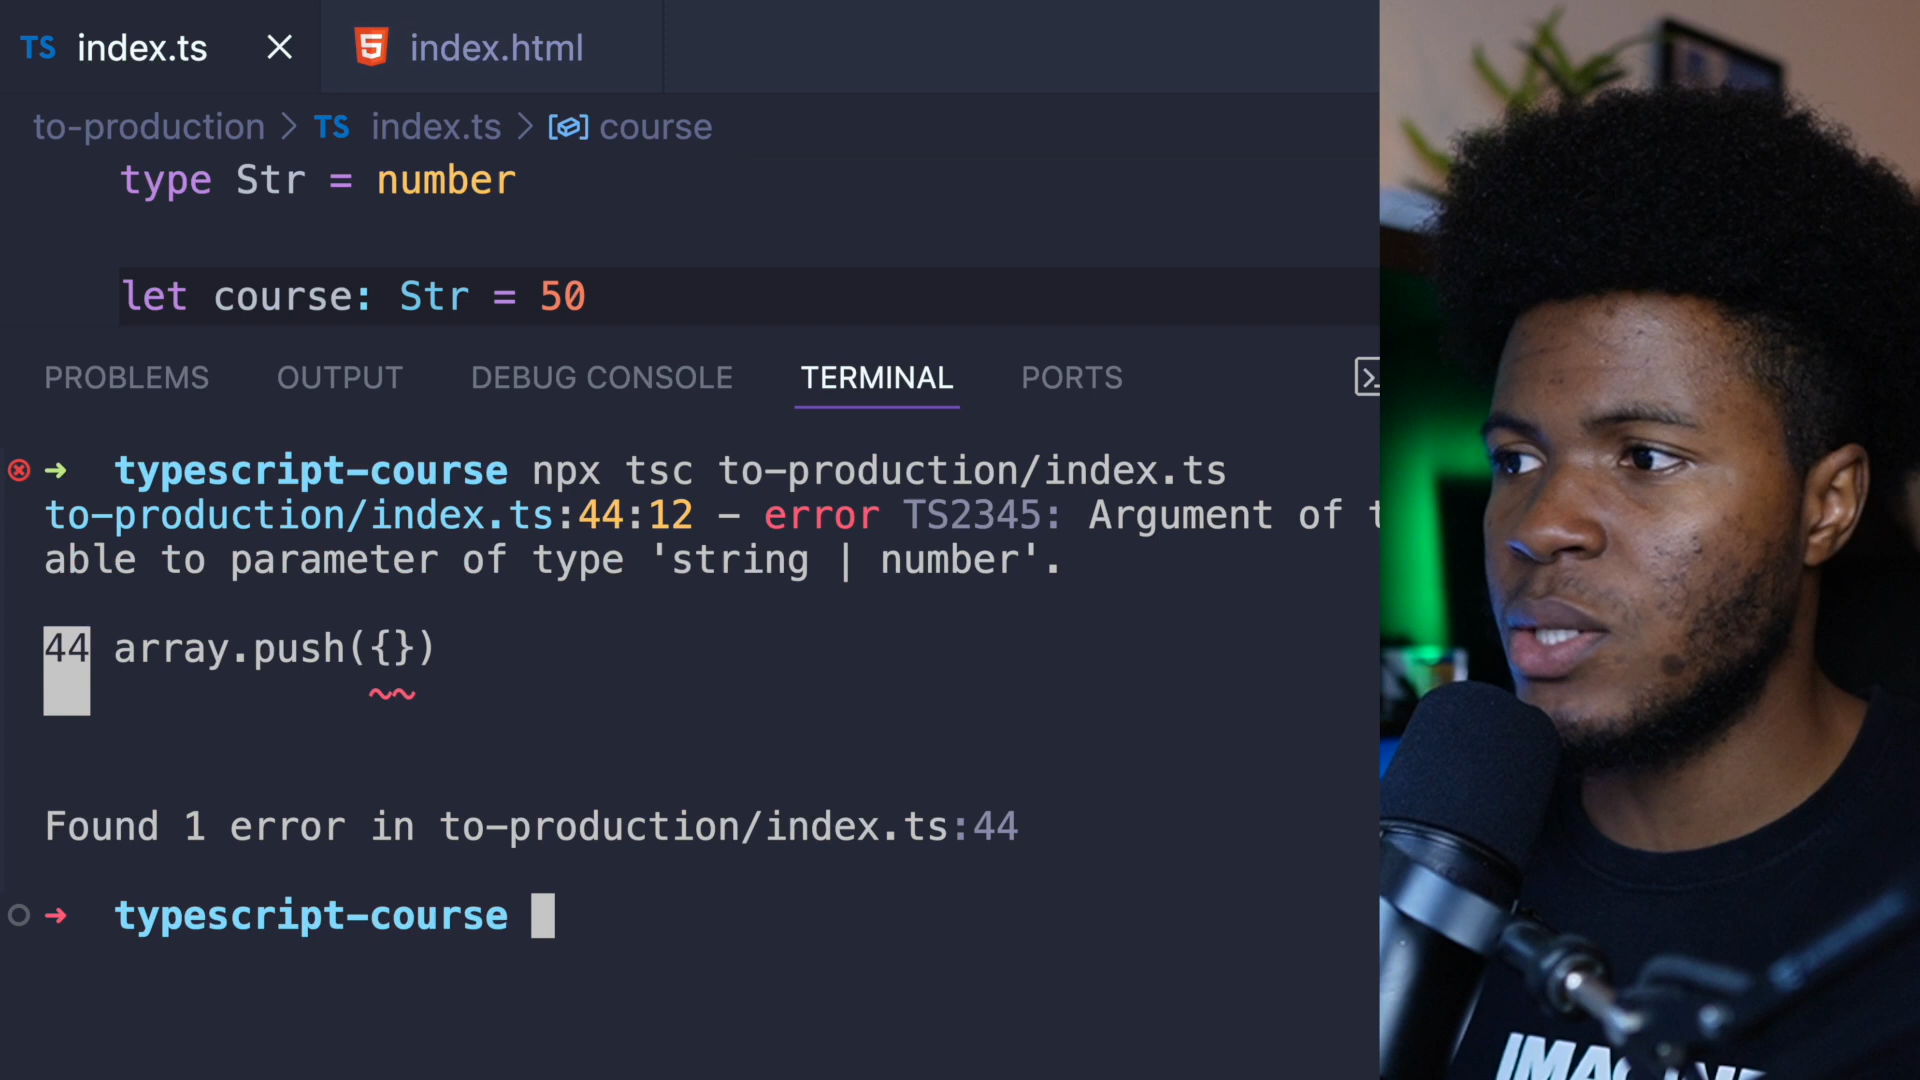 TS index.ts
index.html
to-production > TS index.ts > course
type Str = number
let course: Str = 50
PROBLEMS OUTPUT DEBUG CONSOLE TERMINAL PORTS
→ typescript-course npx tsc to-production/index.ts
to-production/index.ts:44:12 - error TS2345: Argument of
able to parameter of type 'string | number'.
44 array.push({})
~~
Found 1 error in to-production/index.ts:44
→ typescript-course